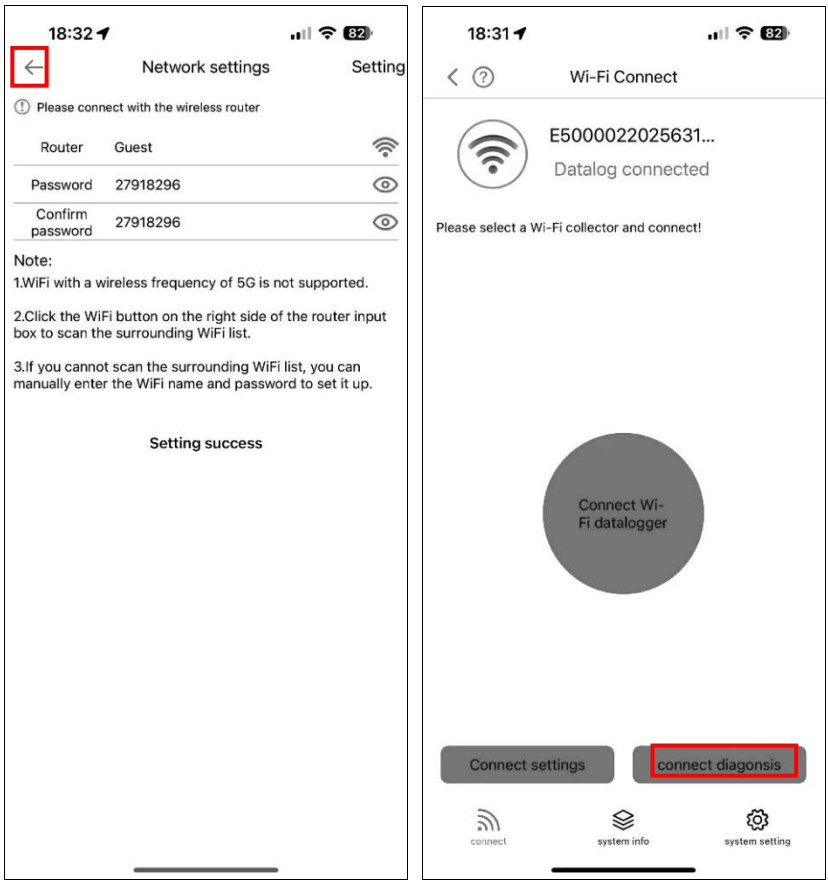 18:32
82
Network settings
Setting
Please connect with the wireless router
Router Guest
Password 27918296
Confirm
password
27918296
Note:
1.WiFi with a wireless frequency of 5G is not supported.
2.Click the WiFi button on the right side of the router input
box to scan the surrounding WiFi list.
3.If you cannot scan the surrounding WiFi list, you can
manually enter the WiFi name and password to set it up.
Setting success
18:31
82
Wi-Fi Connect
E5000022025631...
Datalog connected
Please select a Wi-Fi collector and connect!
Connect Wi-
Fi datalogger
Connect settings
connect diagonsis
connect
system info
system setting